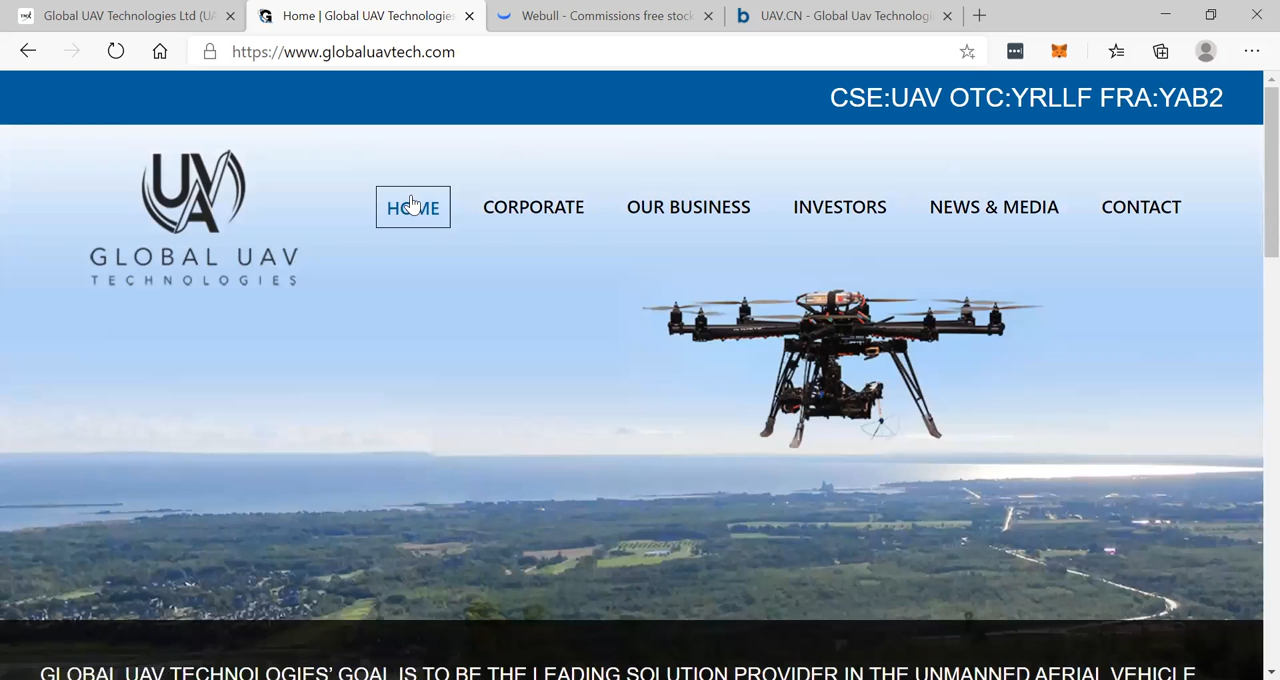 Global UAV Technologies Ltd (UA
Home | Global UAV Technologies
Webull - Commissions free stock
UAV.CN - Global Uav Technologi
https://www.globaluavtech.com
CSE:UAV OTC:YRLLF FRA:YAB2
UAV
GLOBAL UAV
TECHNOLOGIES
HOME
CORPORATE
OUR BUSINESS
INVESTORS
NEWS & MEDIA
CONTACT
GLOBAL UAV TECHNOLOGIES' GOAL IS TO BE THE LEADING SOLUTION PROVIDER IN THE UNMANNED AERIAL VEHICLE